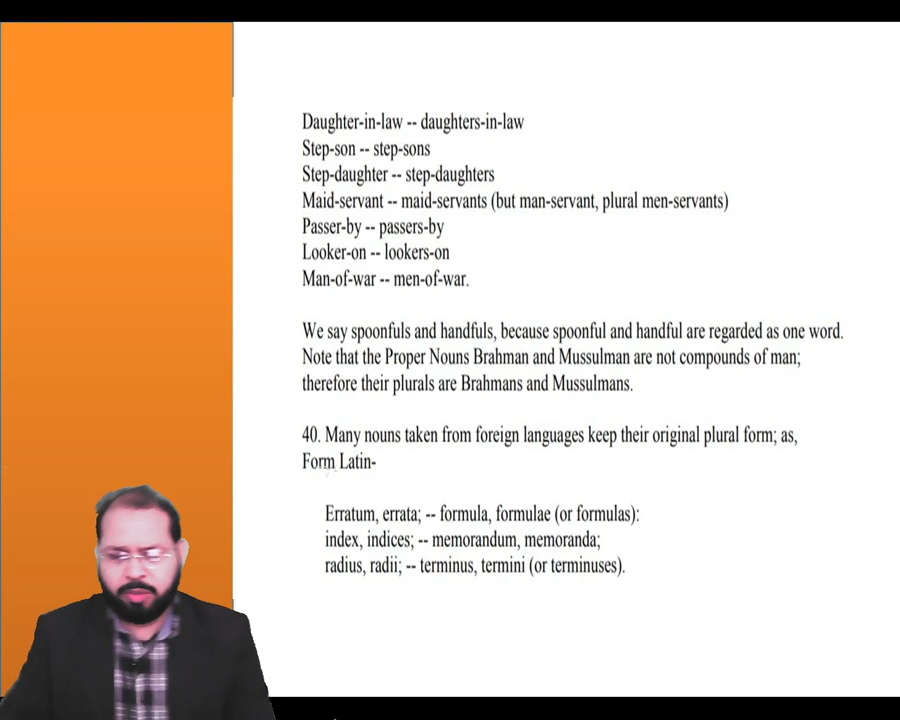 Daughter-in-law -- daughters-in-law
Step-son -- step-sons
Step-daughter -- step-daughters
Maid-servant -- maid-servants (but man-servant, plural men-servants)
Passer-by -- passers-by
Looker-on -- lookers-on
Man-of-war -- men-of-war.
We say spoonfuls and handfuls, because spoonful and handful are regarded as one word.
Note that the Proper Nouns Brahman and Mussulman are not compounds of man;
therefore their plurals are Brahmans and Mussulmans.
40. Many nouns taken from foreign languages keep their original plural form; as,
Form Latin-
Erratum, errata; -- formula, formulae (or formulas):
index, indices; -- memorandum, memoranda;
radius, radii; -- terminus, termini (or terminuses).